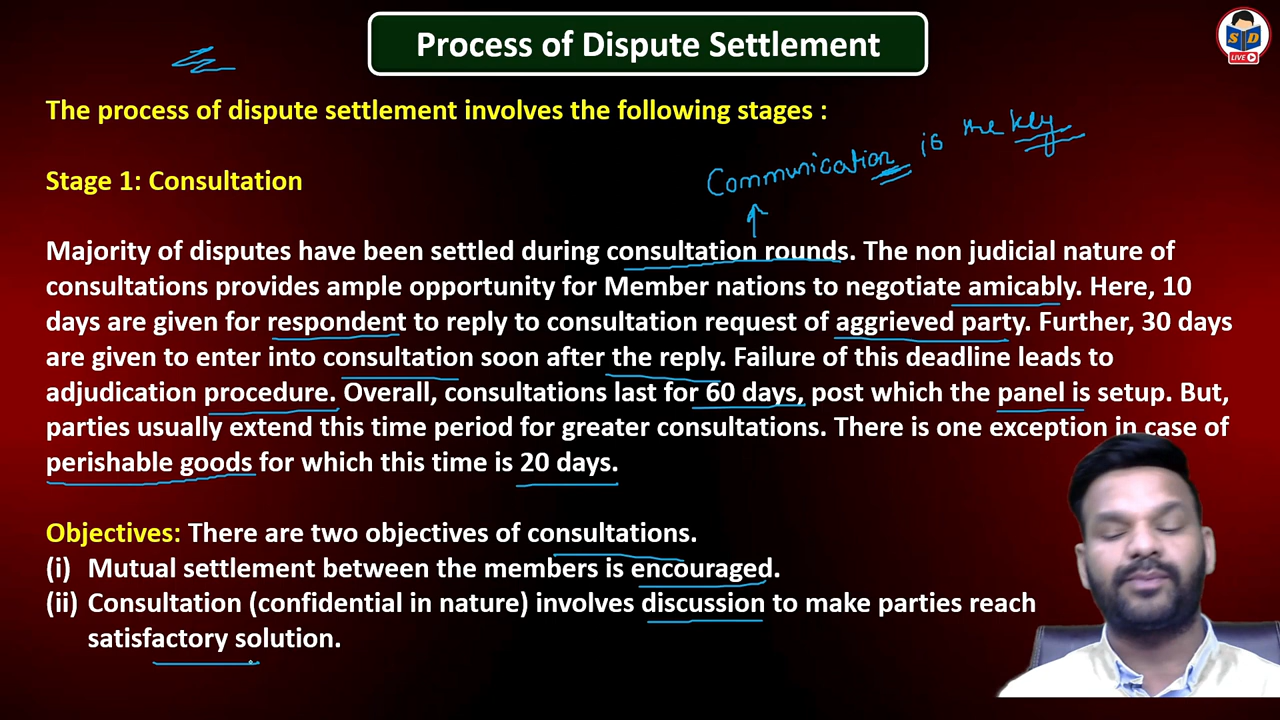 Process of Dispute Settlement
S D
LIVE
The process of dispute settlement involves the following stages :
Communication is the key
Stage 1: Consultation
Majority of disputes have been settled during consultation rounds. The non judicial nature of
consultations provides ample opportunity for Member nations to negotiate amicably. Here, 10
days are given for respondent to reply to consultation request of aggrieved party. Further, 30 days
are given to enter into consultation soon after the reply. Failure of this deadline leads to
adjudication procedure. Overall, consultations last for 60 days, post which the panel is setup. But,
parties usually extend this time period for greater consultations. There is one exception in case of
perishable goods for which this time is 20 days.
Objectives: There are two objectives of consultations.
(i) Mutual settlement between the members is encouraged.
(ii) Consultation (confidential in nature) involves discussion to make parties reach
satisfactory solution.